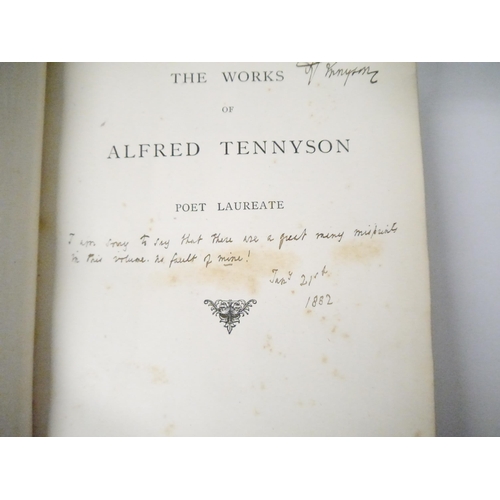 A Tennyson
THE WORKS
OF
ALFRED TENNYSON
POET LAUREATE
I am sorry to say that there are a great many misprints
in this volume. no fault of mine!
Jany 21st
1882